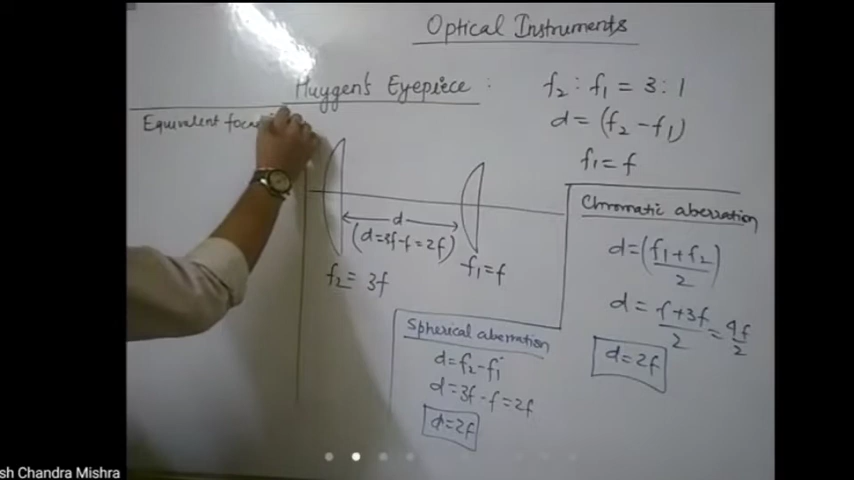 Optical Instruments
Huygen's Eyepiece :
f₂ : f₁ = 3 : 1
d = (f₂ - f₁)
f₁ = f
Equivalent foca
d
(d=3f-f=2f)
f₂ = 3f
f₁ = f
Chromatic aberration
d = (f₁+f₂)/2
d = f+3f/2 = 4f/2
d = 2f
Spherical aberration
d = f₂ - f₁
d = 3f - f = 2f
d = 2f
sh Chandra Mishra